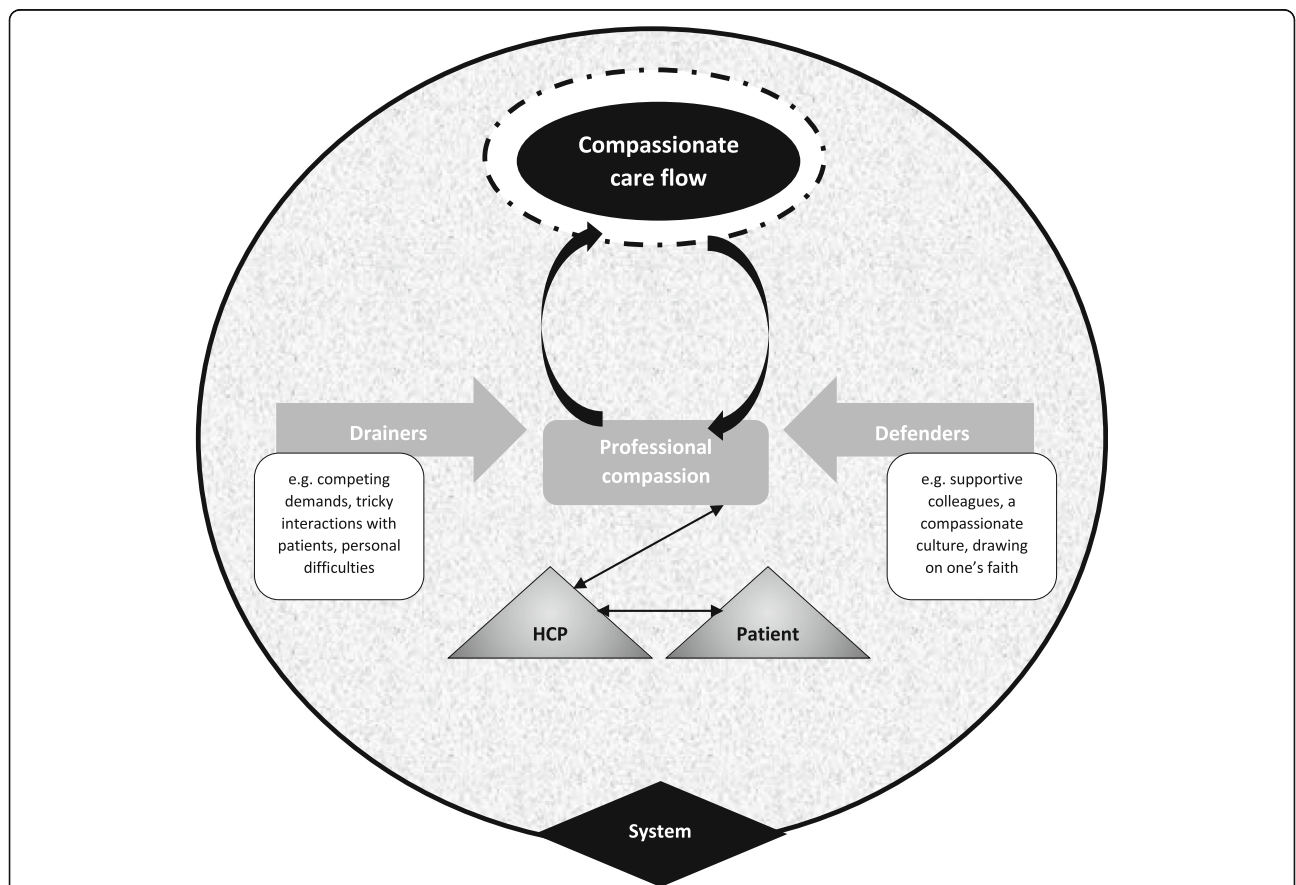 Compassionate
care flow
Drainers
e.g. competing
demands, tricky
interactions with
patients, personal
difficulties
Professional
compassion
Defenders
e.g. supportive
colleagues, a
compassionate
culture, drawing
on one’s faith
HCP
Patient
System